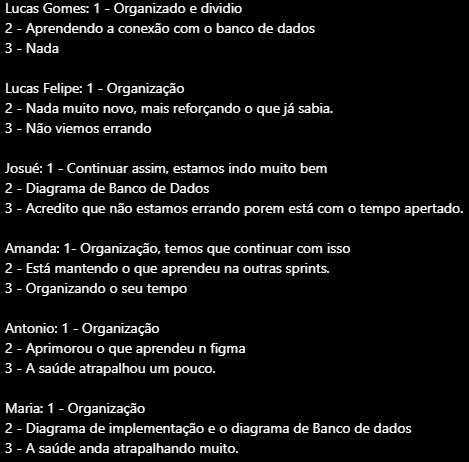 Lucas Gomes: 1 - Organizado e dividio
2 - Aprendendo a conexão com o banco de dados
3 - Nada
Lucas Felipe: 1 - Organização
2 - Nada muito novo, mais reforçando o que já sabia.
3 - Não viemos errando
Josué: 1 - Continuar assim, estamos indo muito bem
2 - Diagrama de Banco de Dados
3 - Acredito que não estamos errando porem está com o tempo apertado.
Amanda: 1- Organização, temos que continuar com isso
2 - Está mantendo o que aprendeu na outras sprints.
3 - Organizando o seu tempo
Antonio: 1 - Organização
2 - Aprimorou o que aprendeu n figma
3 - A saúde atrapalhou um pouco.
Maria: 1 - Organização
2 - Diagrama de implementação e o diagrama de Banco de dados
3 - A saúde anda atrapalhando muito.